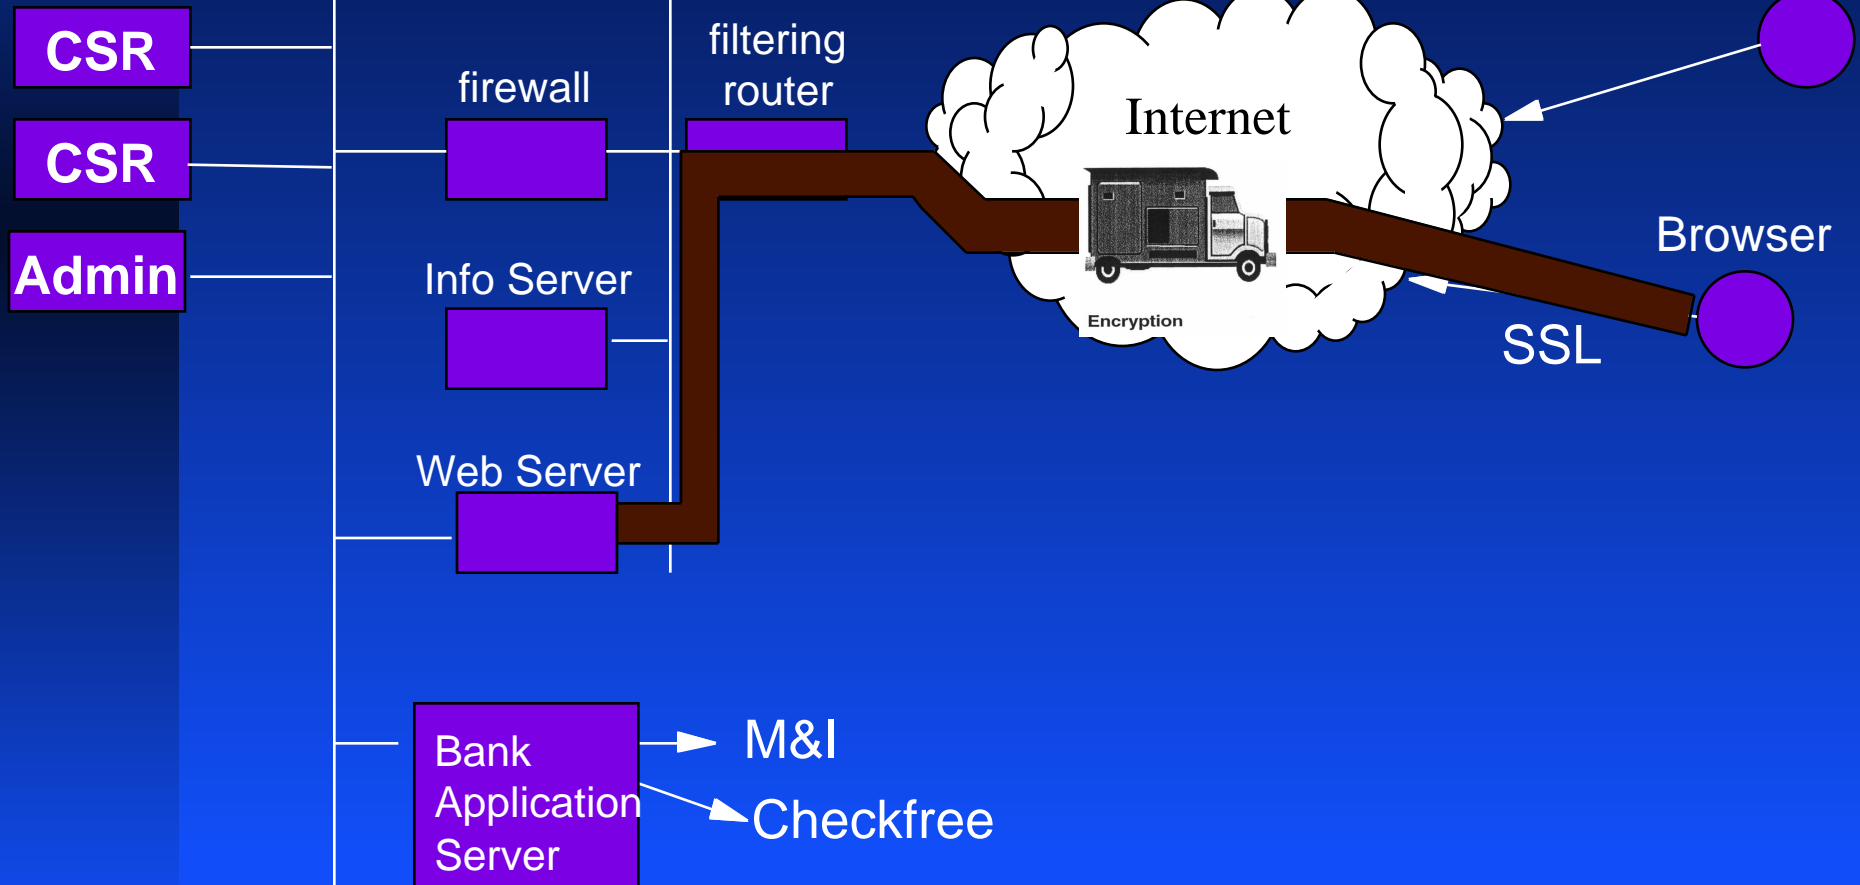 CSR
CSR
Admin
firewall
filtering
router
Internet
Encryption
Info Server
Web Server
Browser
SSL
Bank
Application
Server
M&I
Checkfree